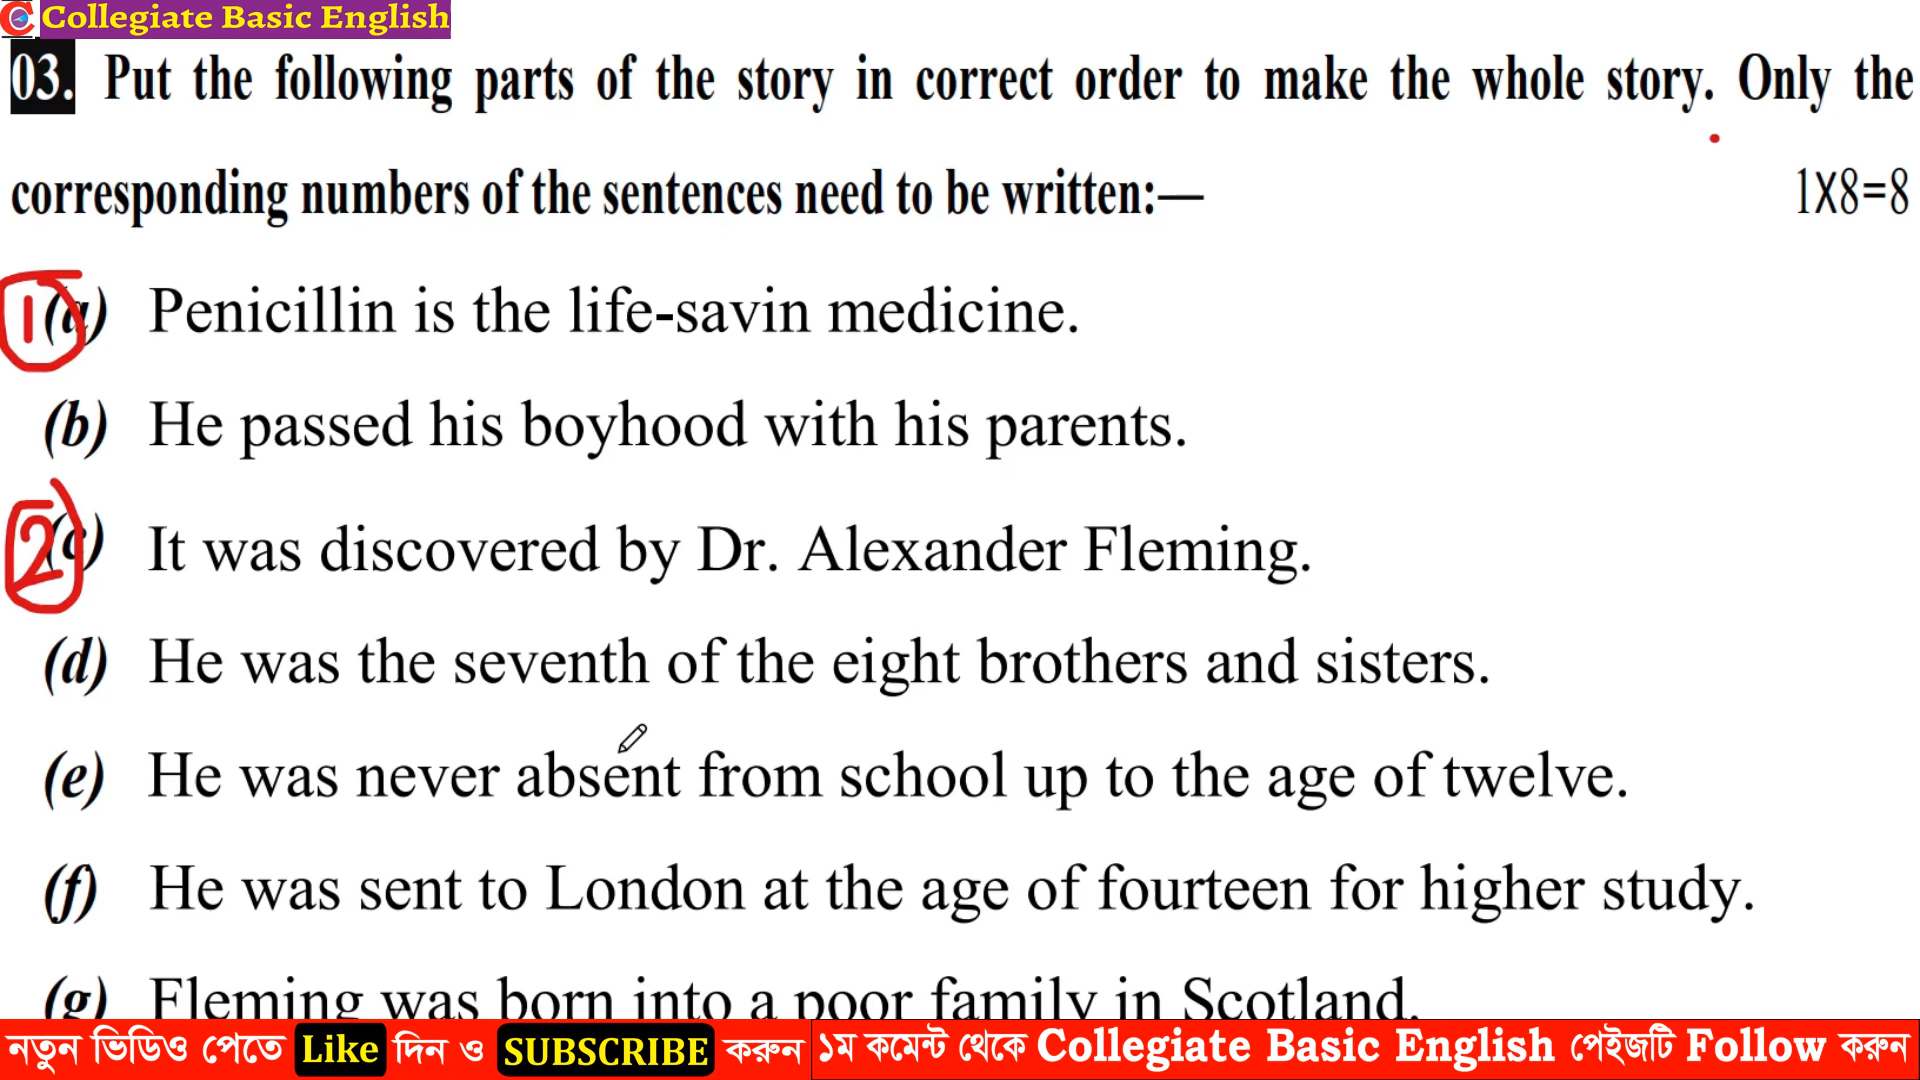 Collegiate Basic English
03. Put the following parts of the story in correct order to make the whole story. Only the
corresponding numbers of the sentences need to be written:— 1X8=8
1 (a) Penicillin is the life-savin medicine.
(b) He passed his boyhood with his parents.
2 (c) It was discovered by Dr. Alexander Fleming.
(d) He was the seventh of the eight brothers and sisters.
(e) He was never absent from school up to the age of twelve.
(f) He was sent to London at the age of fourteen for higher study.
(g) Fleming was born into a poor family in Scotland.
নতুন ভিডিও পেতে Like দিন ও SUBSCRIBE করুন ১ম কমেন্ট থেকে Collegiate Basic English পেইজটি Follow করুন